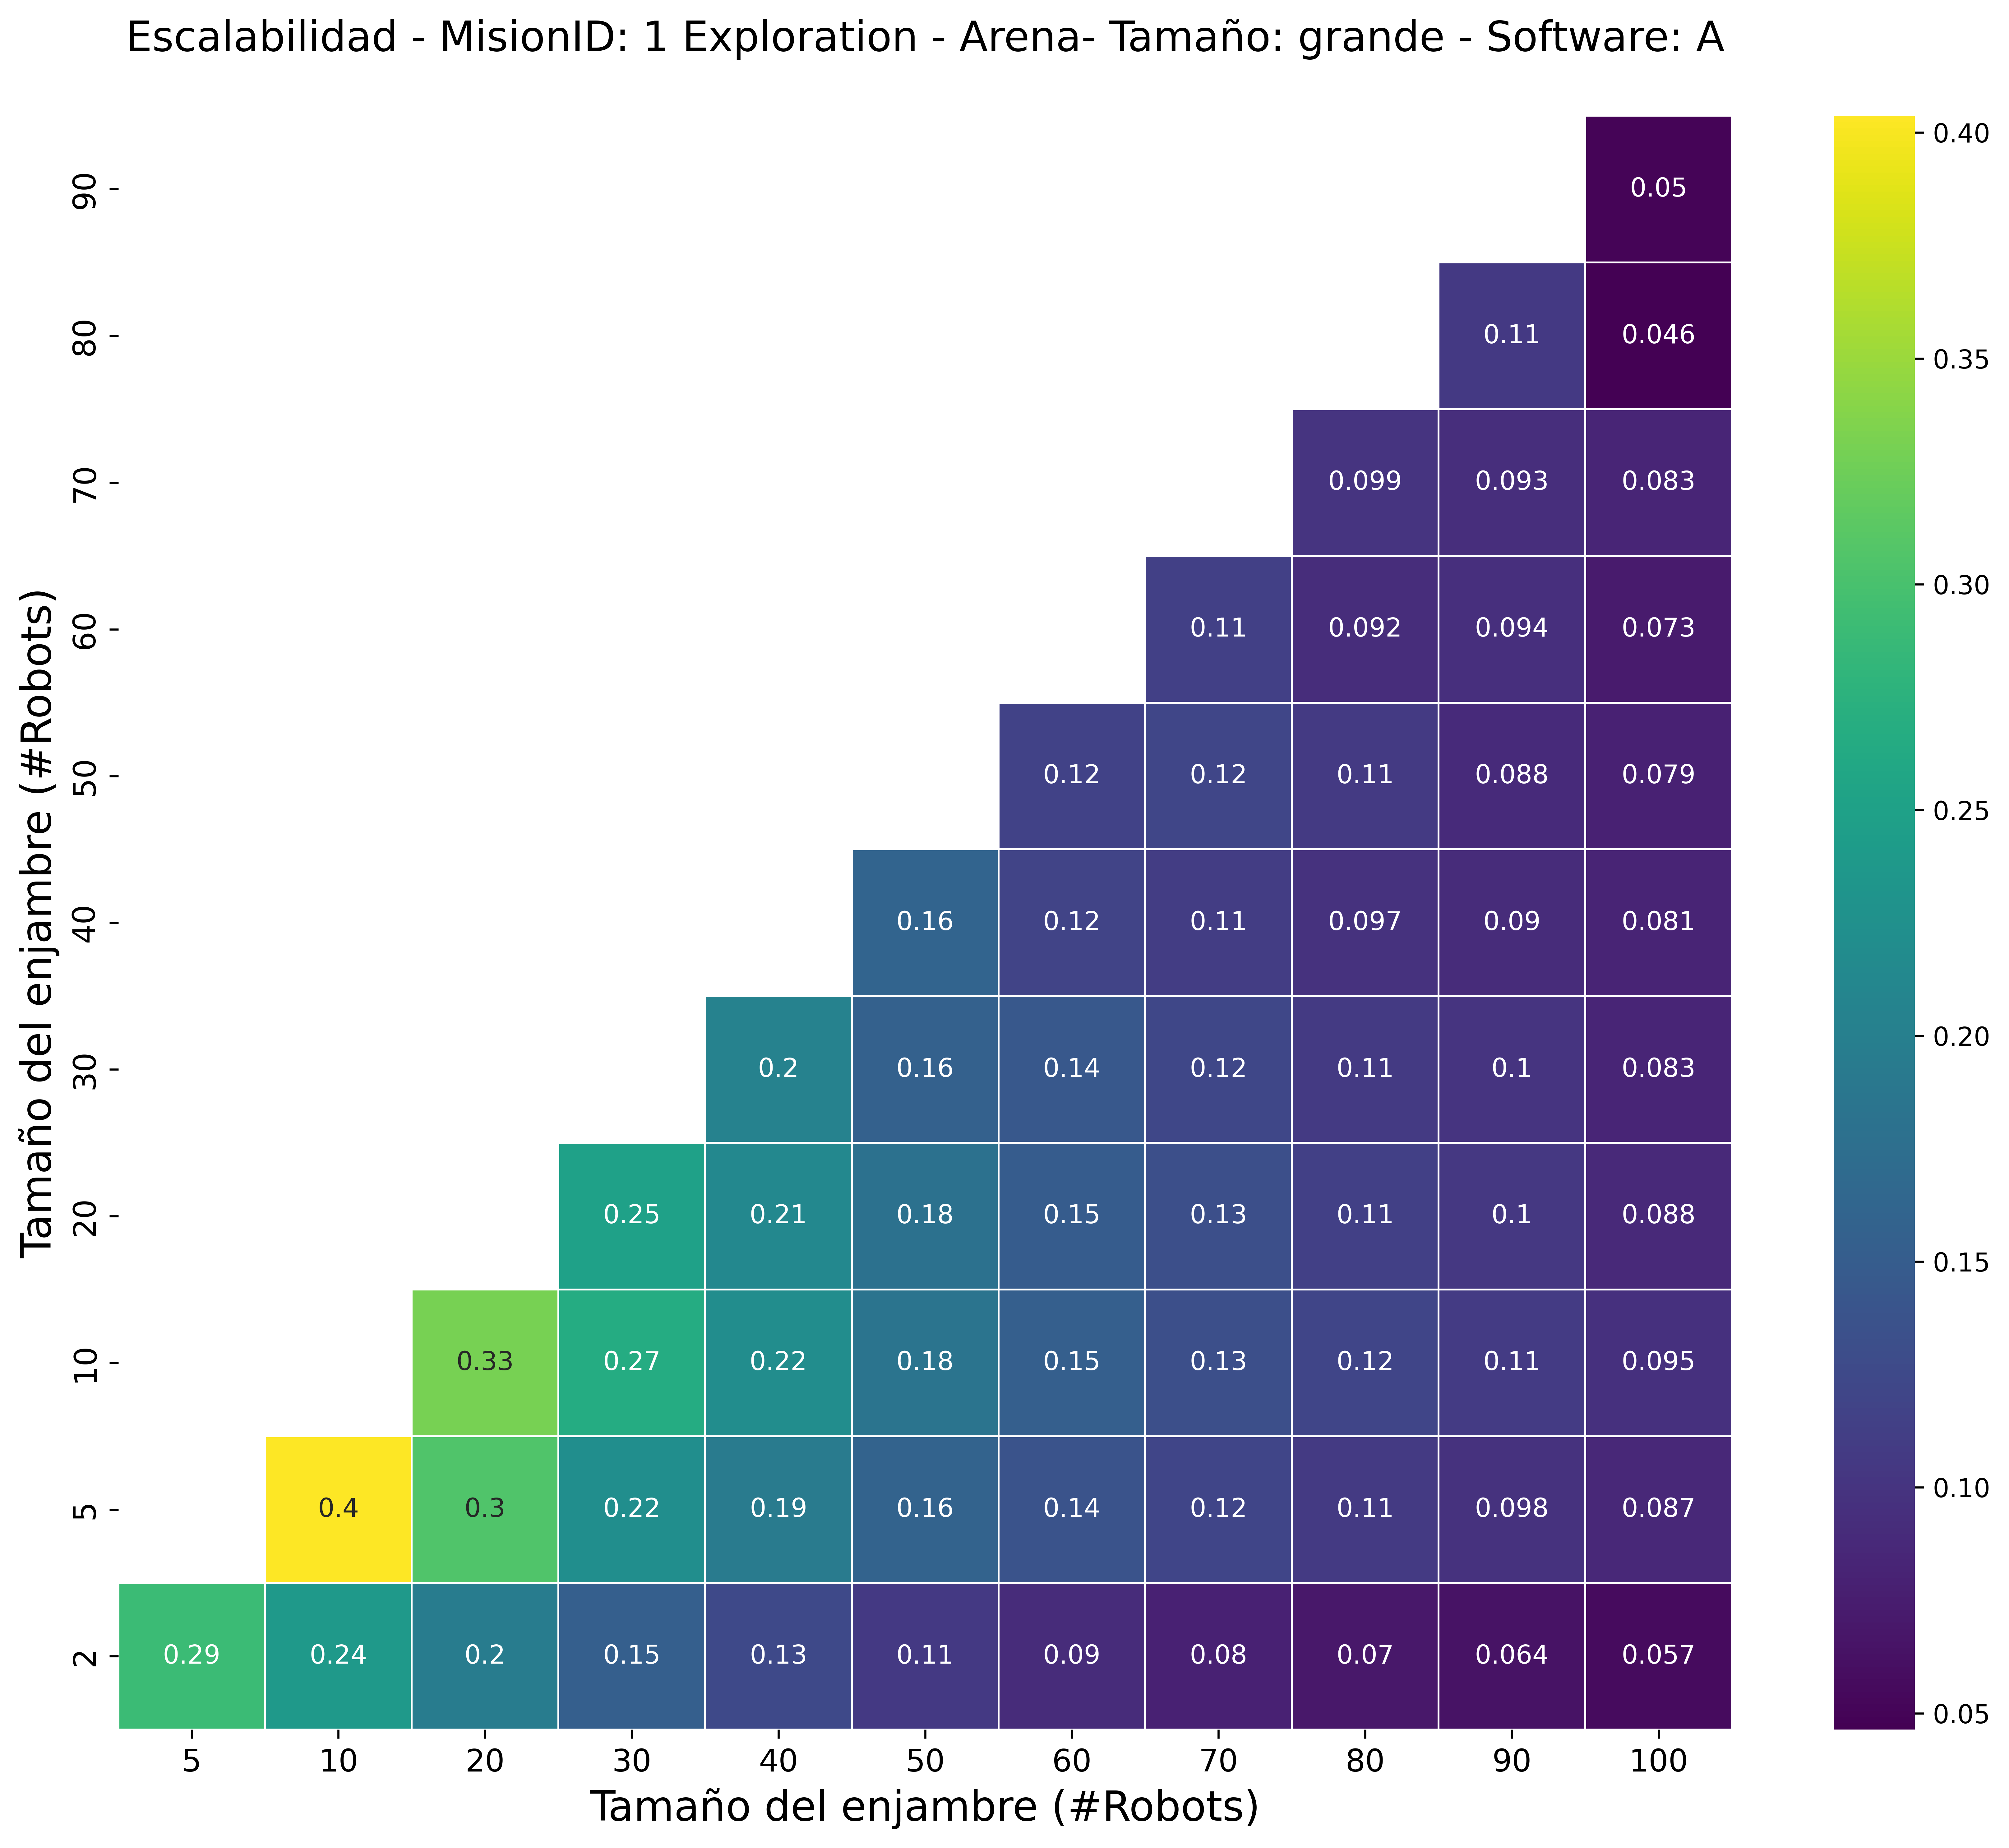 Escalabilidad - MisionID: 1 Exploration - Arena- Tamaño: grande - Software: A
Tamaño del enjambre (#Robots)
90 0.05
80 0.11 0.046
70 0.099 0.093 0.083
60 0.11 0.092 0.094 0.073
50 0.12 0.12 0.11 0.088 0.079
40 0.16 0.12 0.11 0.097 0.09 0.081
30 0.2 0.16 0.14 0.12 0.11 0.1 0.083
20 0.25 0.21 0.18 0.15 0.13 0.11 0.1 0.088
10 0.33 0.27 0.22 0.18 0.15 0.13 0.12 0.11 0.095
5 0.4 0.3 0.22 0.19 0.16 0.14 0.12 0.11 0.098 0.087
2 0.29 0.24 0.2 0.15 0.13 0.11 0.09 0.08 0.07 0.064 0.057
5 10 20 30 40 50 60 70 80 90 100
Tamaño del enjambre (#Robots)
0.40
0.35
0.30
0.25
0.20
0.15
0.10
0.05